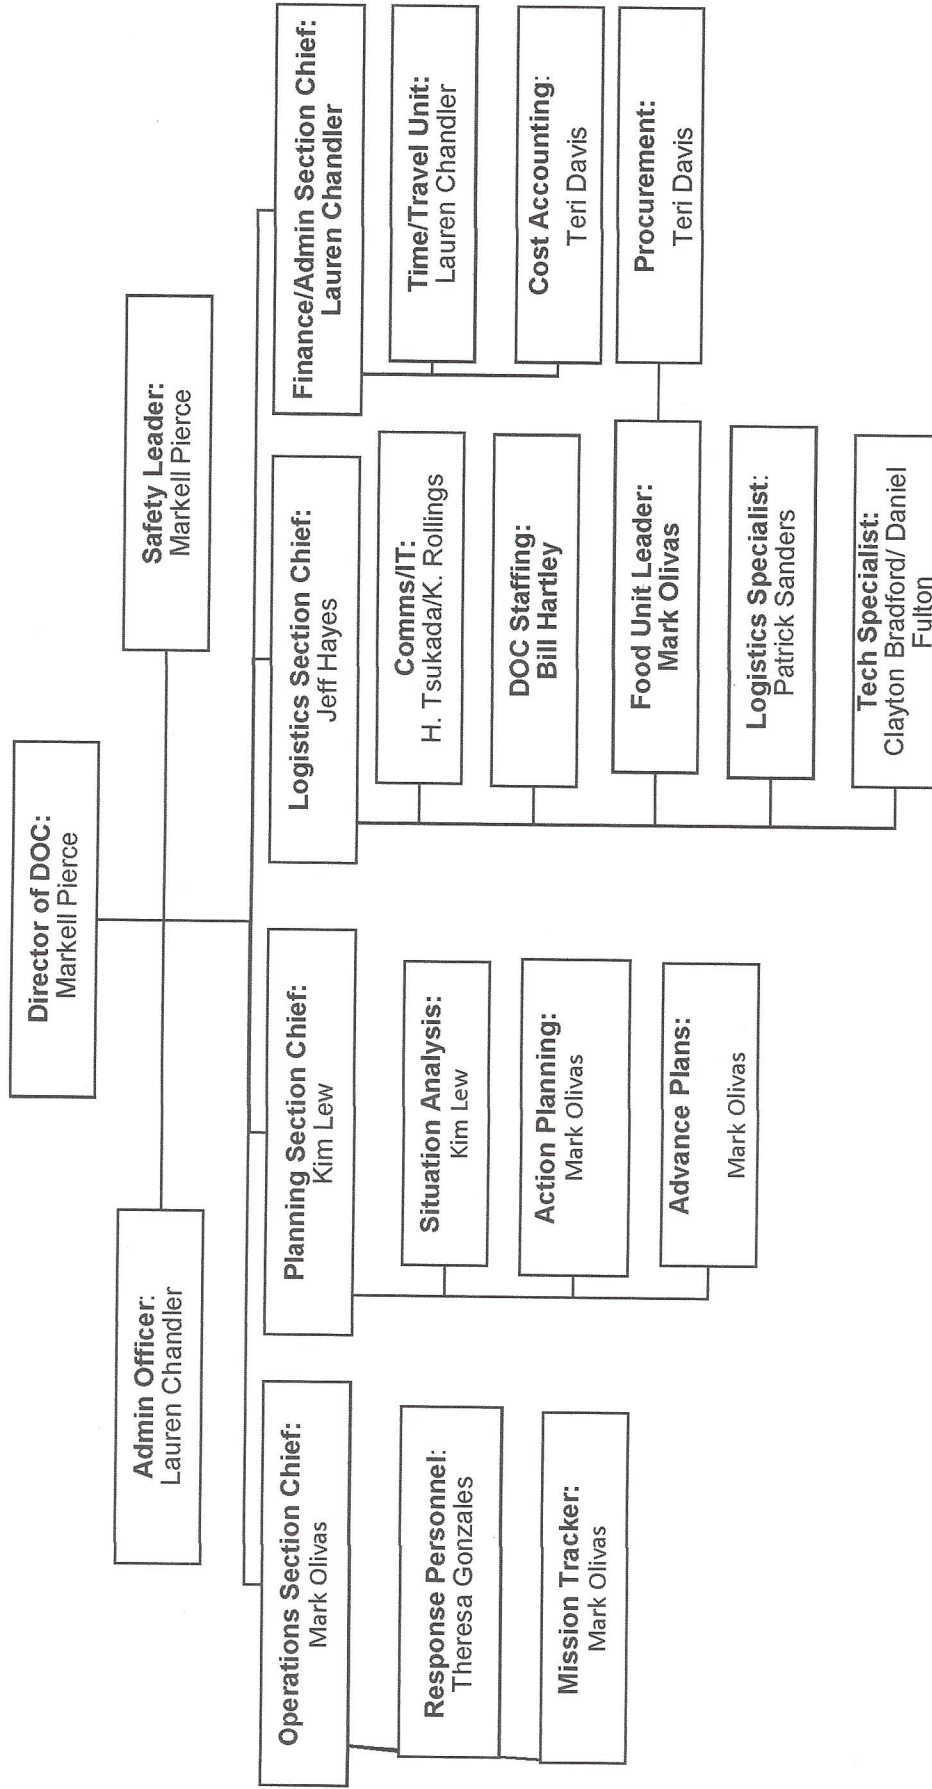 Director of DOC:
Markell Pierce
Admin Officer:
Lauren Chandler
Safety Leader:
Markell Pierce
Operations Section Chief:
Mark Olivas
Response Personnel:
Theresa Gonzales
Mission Tracker:
Mark Olivas
Planning Section Chief:
Kim Lew
Situation Analysis:
Kim Lew
Action Planning:
Mark Olivas
Advance Plans:
Mark Olivas
Logistics Section Chief:
Jeff Hayes
Comms/IT:
H. Tsukada/K. Rollings
DOC Staffing:
Bill Hartley
Food Unit Leader:
Mark Olivas
Logistics Specialist:
Patrick Sanders
Tech Specialist:
Clayton Bradford/ Daniel
Fulton
Finance/Admin Section Chief:
Lauren Chandler
Time/Travel Unit:
Lauren Chandler
Cost Accounting:
Teri Davis
Procurement:
Teri Davis